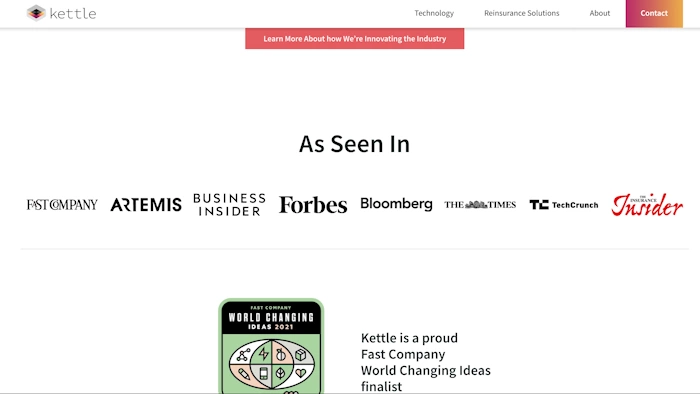 kettle
Technology
Reinsurance Solutions
About
Contact
Learn More About how We're Innovating the Industry
As Seen In
FAST COMPANY
ARTEMIS
BUSINESS
INSIDER
Forbes
Bloomberg
THE TIMES
TC TechCrunch
THE
INSURANCE
Insider
FAST COMPANY
WORLD CHANGING
IDEAS 2021
Kettle is a proud
Fast Company
World Changing Ideas
finalist